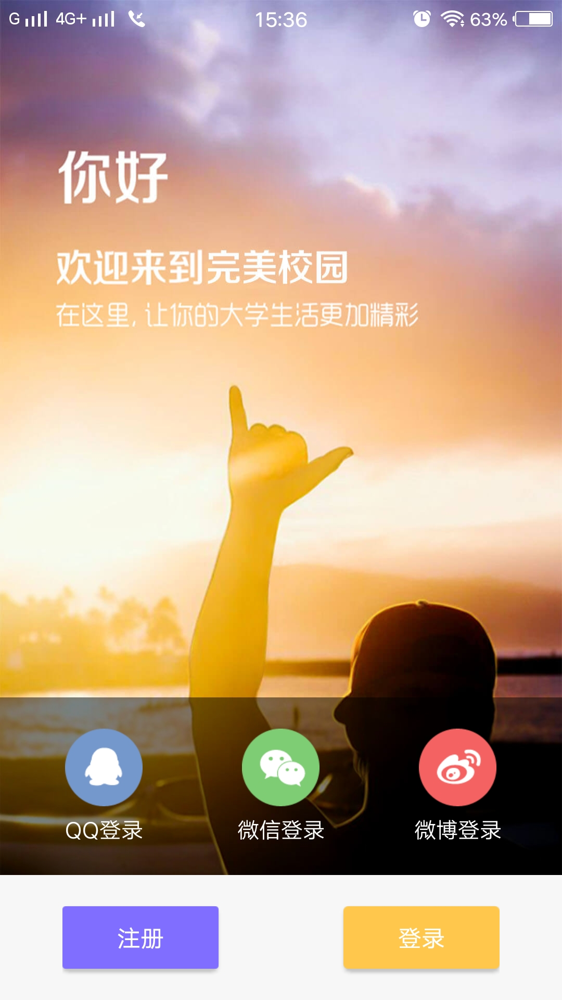 G 4G+ 15:36 63%
你好
欢迎来到完美校园
在这里, 让你的大学生活更加精彩
QQ登录 微信登录 微博登录
注册 登录